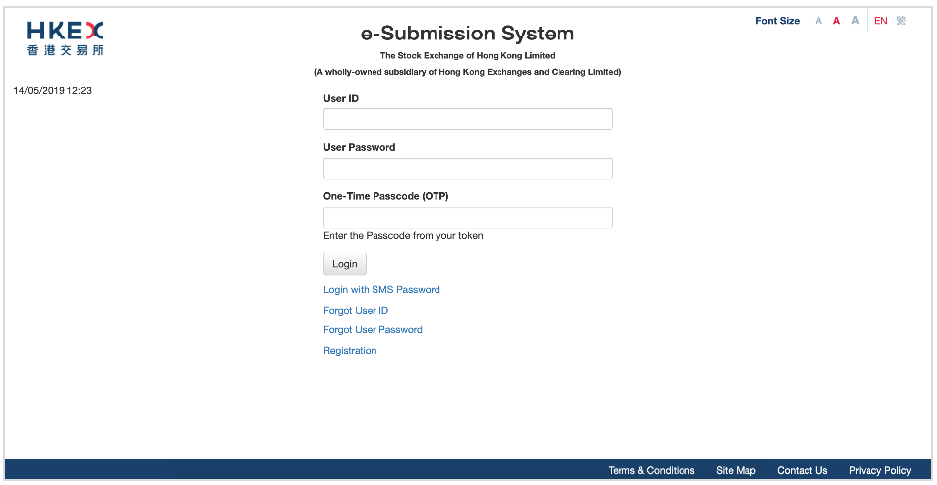 HKEX
香港交易所
Font Size A A A EN 繁
e-Submission System
The Stock Exchange of Hong Kong Limited
(A wholly-owned subsidiary of Hong Kong Exchanges and Clearing Limited)
14/05/2019 12:23
User ID
User Password
One-Time Passcode (OTP)
Enter the Passcode from your token
Login
Login with SMS Password
Forgot User ID
Forgot User Password
Registration
Terms & Conditions Site Map Contact Us Privacy Policy